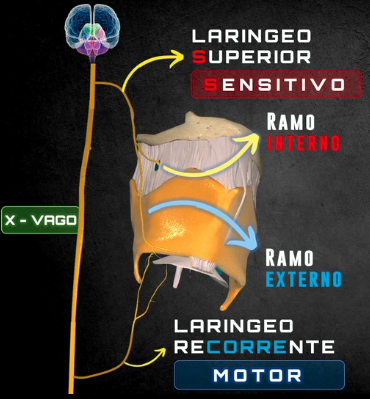 LARINGEO
SUPERIOR
SENSITIVO
RAMO
INTERNO
X - VAGO
RAMO
EXTERNO
LARINGEO
RECORRENTE
MOTOR